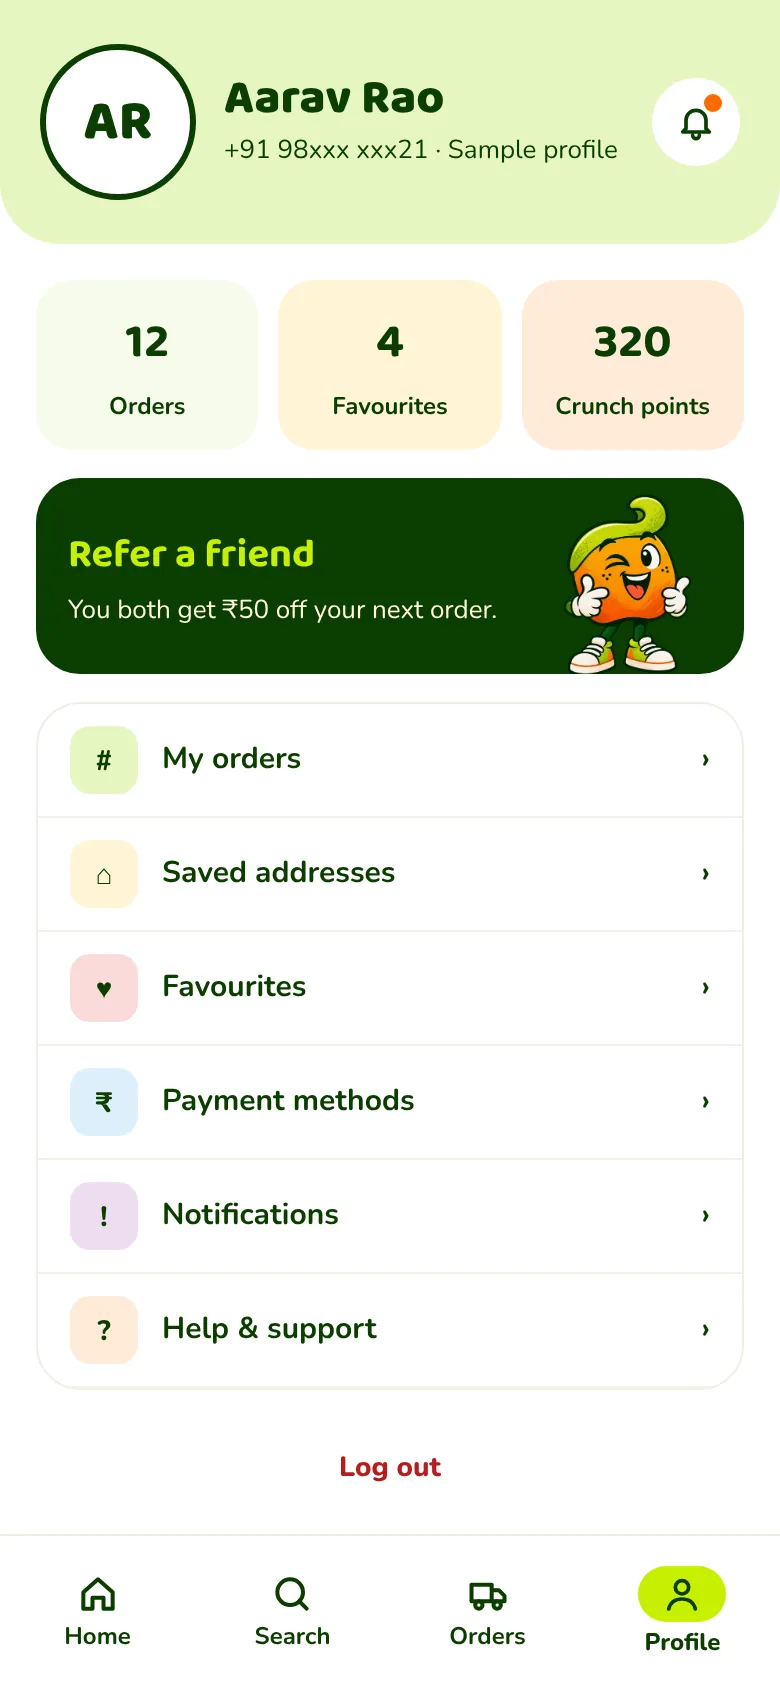 AR
Aarav Rao
+91 98xxx xxx21 · Sample profile
12
Orders
4
Favourites
320
Crunch points
Refer a friend
You both get ₹50 off your next order.
# My orders ›
⌂ Saved addresses ›
♥ Favourites ›
₹ Payment methods ›
! Notifications ›
? Help & support ›
Log out
Home
Search
Orders
Profile